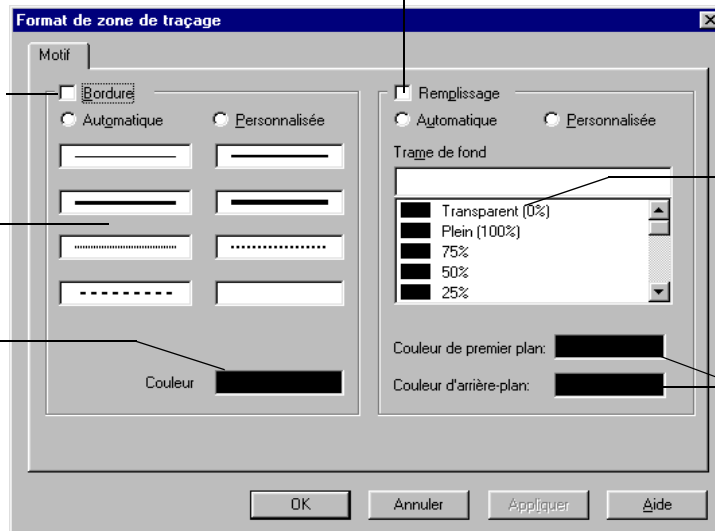 Format de zone de traçage
Motif
Bordure
Automatique
Personnalisée
Couleur
Remplissage
Automatique
Personnalisée
Trame de fond
Transparent (0%)
Plein (100%)
75%
50%
25%
Couleur de premier plan:
Couleur d'arrière-plan:
OK
Annuler
Appliquer
Aide